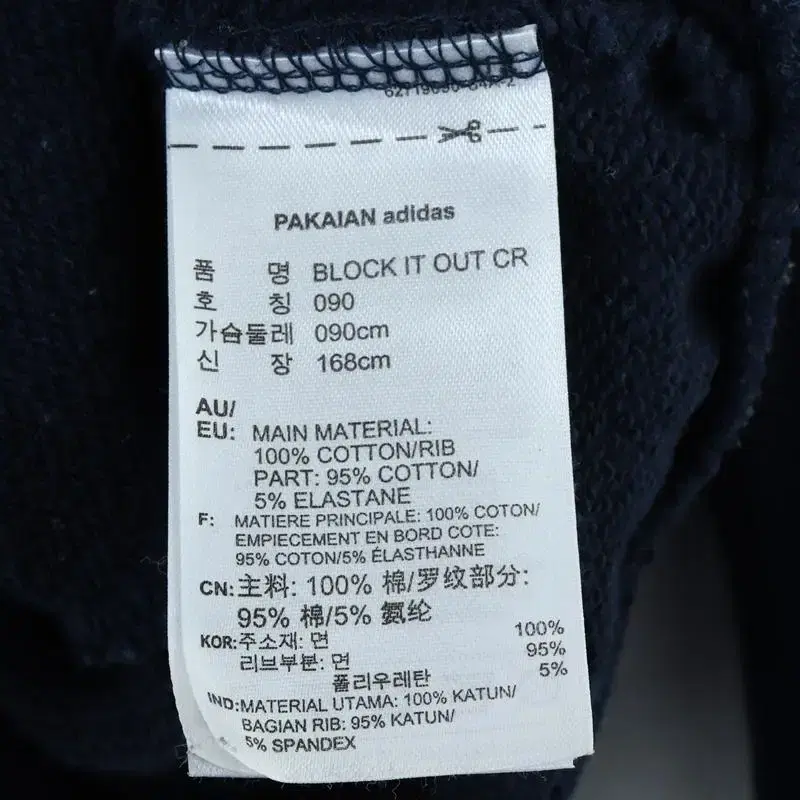 PAKAIAN adidas
품 명 BLOCK IT OUT CR
호 칭 090
가슴둘레 090cm
신 장 168cm
AU/
EU: MAIN MATERIAL:
100% COTTON/RIB
PART: 95% COTTON/
5% ELASTANE
F: MATIERE PRINCIPALE: 100% COTON/
EMPIECEMENT EN BORD COTE:
95% COTON/5% ÉLASTHANNE
CN:主料: 100% 棉/罗纹部分:
95% 棉/5% 氨纶
KOR:주소재: 면 100%
리브부분: 면 95%
폴리우레탄 5%
IND:MATERIAL UTAMA: 100% KATUN/
BAGIAN RIB: 95% KATUN/
5% SPANDEX